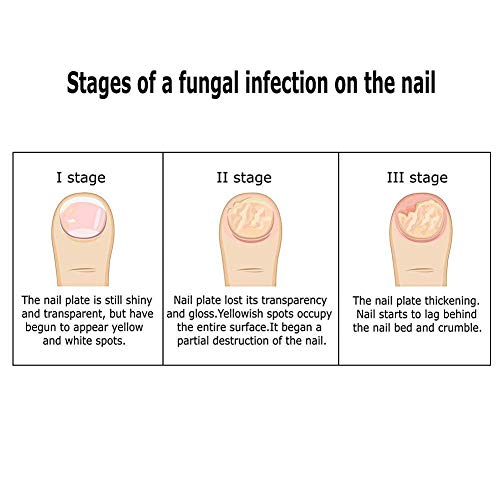 Stages of a fungal infection on the nail
I stage
The nail plate is still shiny
and transparent, but have
begun to appear yellow
and white spots.
II stage
Nail plate lost its transparency
and gloss.Yellowish spots occupy
the entire surface.It began a
partial destruction of the nail.
III stage
The nail plate thickening.
Nail starts to lag behind
the nail bed and crumble.